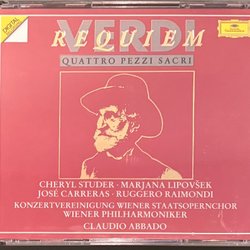 VERDI
REQUIEM
QUATTRO PEZZI SACRI
DIGITAL
CHERYL STUDER · MARJANA LIPOVŠEK
JOSÉ CARRERAS · RUGGERO RAIMONDI
KONZERTVEREINIGUNG WIENER STAATSOPERNCHOR
WIENER PHILHARMONIKER
CLAUDIO ABBADO